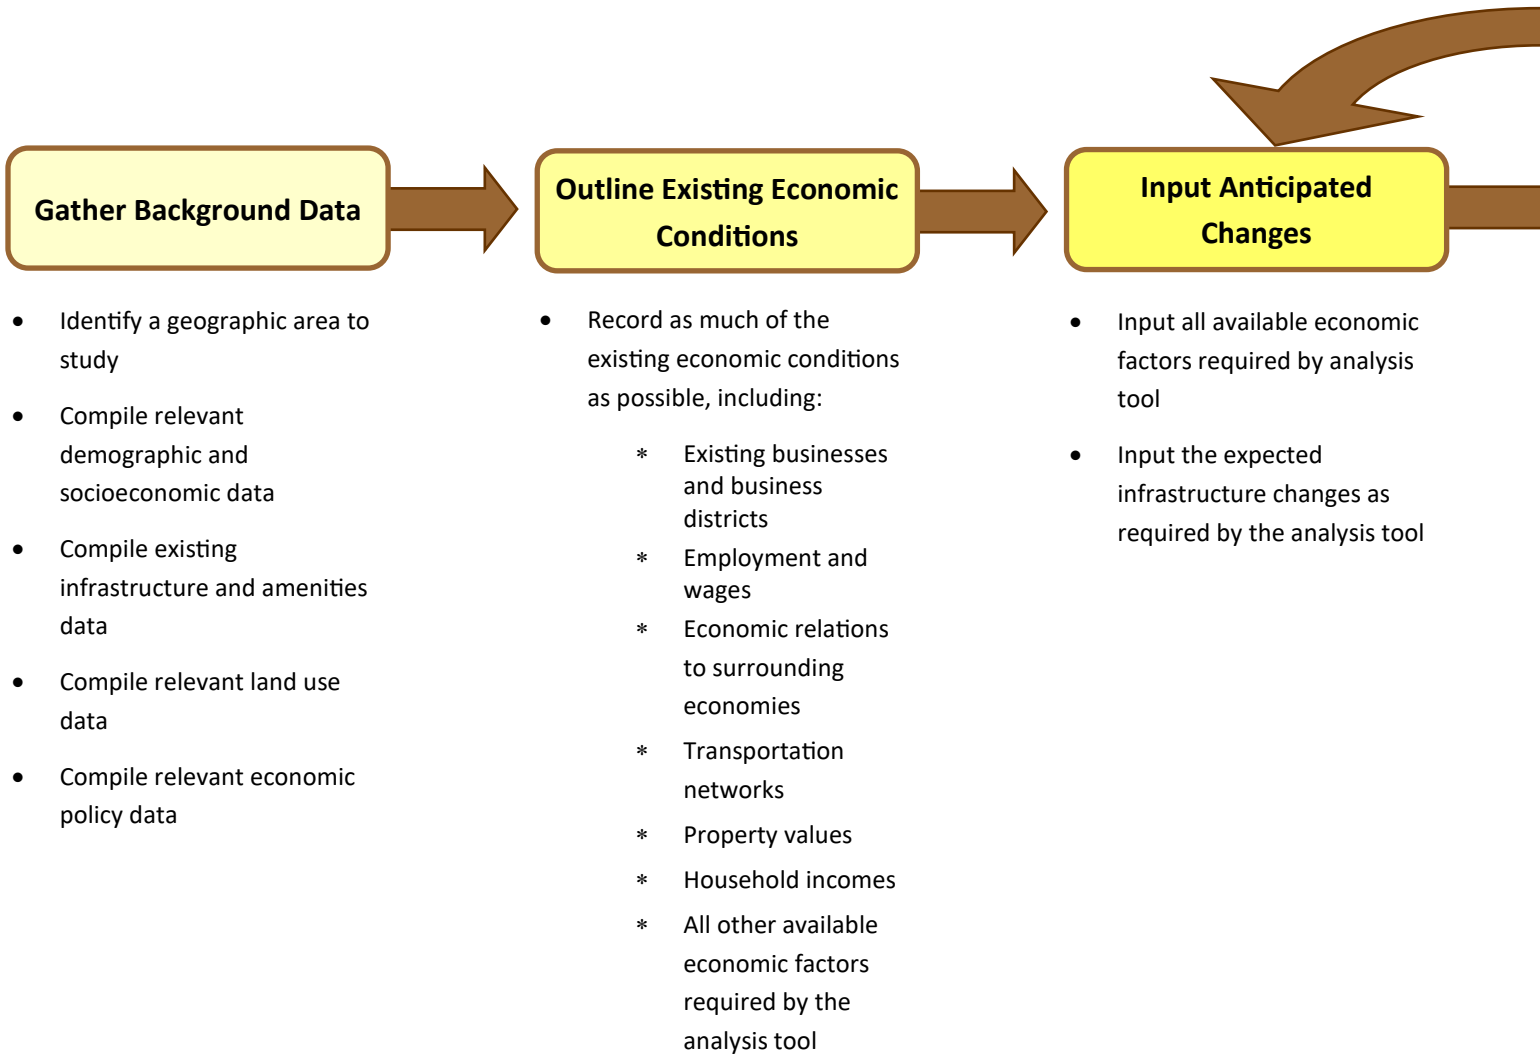 Gather Background Data
• Identify a geographic area to
study
• Compile relevant
demographic and
socioeconomic data
• Compile existing
infrastructure and amenities
data
• Compile relevant land use
data
• Compile relevant economic
policy data
Outline Existing Economic
Conditions
• Record as much of the
existing economic conditions
as possible, including:
* Existing businesses
and business
districts
* Employment and
wages
* Economic relations
to surrounding
economies
* Transportation
networks
* Property values
* Household incomes
* All other available
economic factors
required by the
analysis tool
Input Anticipated
Changes
• Input all available economic
factors required by analysis
tool
• Input the expected
infrastructure changes as
required by the analysis tool